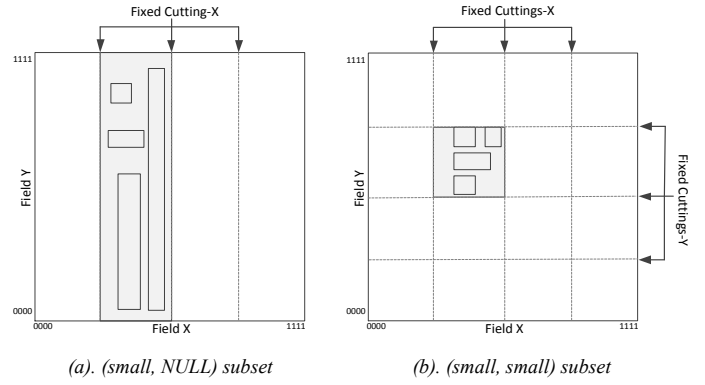 Fixed Cutting-X
1111
Field Y
0000
0000
Field X
1111
(a). (small, NULL) subset
Fixed Cuttings-X
1111
Field Y
Fixed Cuttings-Y
0000
0000
Field X
1111
(b). (small, small) subset